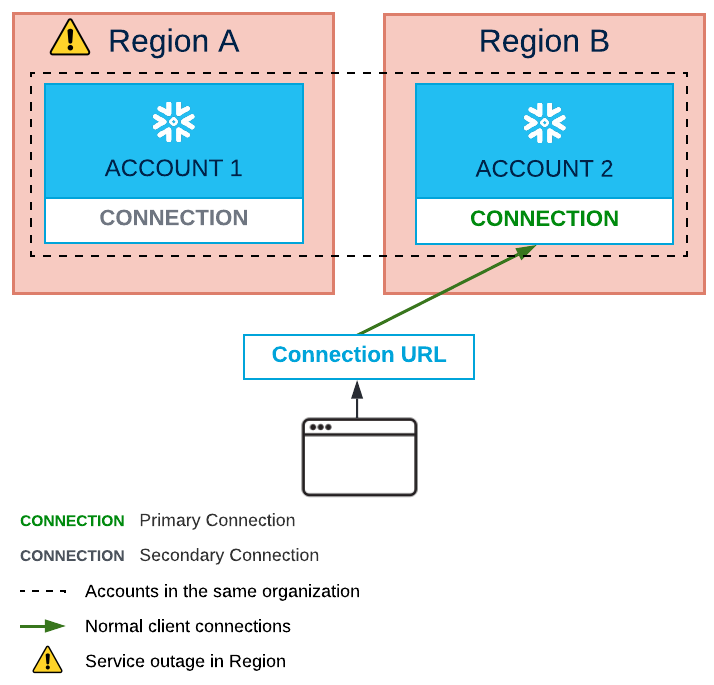 Region A
Region B
ACCOUNT 1
ACCOUNT 2
CONNECTION
CONNECTION
Connection URL
CONNECTION Primary Connection
CONNECTION Secondary Connection
Accounts in the same organization
Normal client connections
Service outage in Region